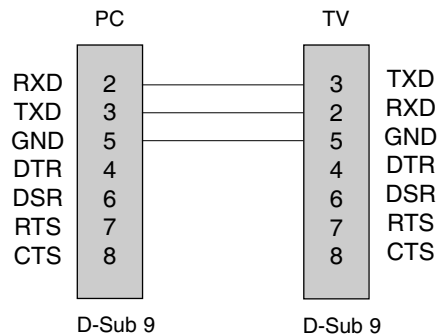 PC TV
RXD 2 3 TXD
TXD 3 2 RXD
GND 5 5 GND
DTR 4 4 DTR
DSR 6 6 DSR
RTS 7 7 RTS
CTS 8 8 CTS
D-Sub 9 D-Sub 9